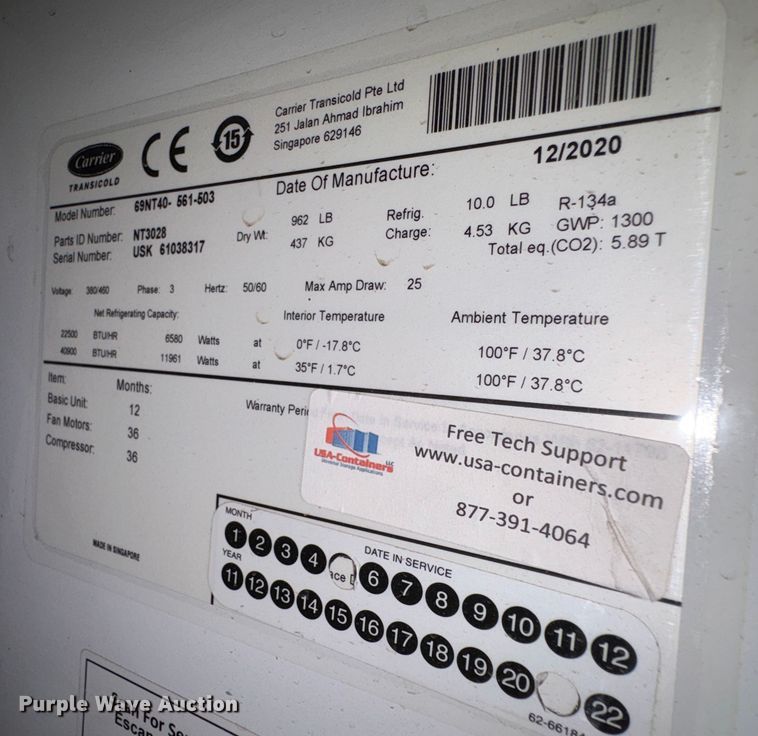 Carrier
TRANSICOLD
CE
15
Carrier Transicold Pte Ltd
251 Jalan Ahmad Ibrahim
Singapore 629146
Model Number: 69NT40- 561-503
Date Of Manufacture: 12/2020
Parts ID Number: NT3028
Serial Number: USK 61038317
Dry Wt: 962 LB
437 KG
Refrig. Charge: 10.0 LB R-134a
4.53 KG GWP: 1300
Total eq.(CO2): 5.89 T
Voltage: 380/460 Phase: 3 Hertz: 50/60 Max Amp Draw: 25
Net Refrigerating Capacity: Interior Temperature Ambient Temperature
22500 BTU/HR 6580 Watts at 0°F / -17.8°C 100°F / 37.8°C
40900 BTU/HR 11961 Watts at 35°F / 1.7°C 100°F / 37.8°C
Item: Months:
Basic Unit: 12 Warranty Period
Fan Motors: 36
Compressor: 36
USA-Containers LLC
Universal Storage Applications
Free Tech Support
www.usa-containers.com
or
877-391-4064
MADE IN SINGAPORE
MONTH
DATE IN SERVICE
1 2 3 4 6 7 8 9 10 11 12
YEAR
11 12 13 14 15 16 17 18 19 20 22
62-66184
For
Purple Wave Auction